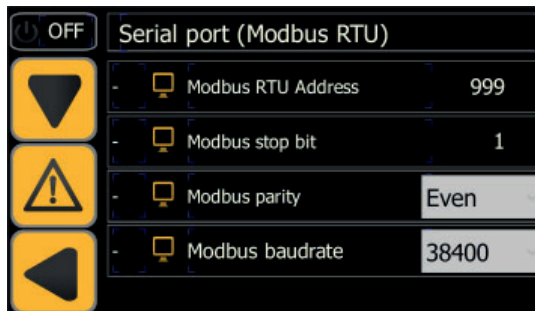 OFF Serial port (Modbus RTU)
- Modbus RTU Address 999
- Modbus stop bit 1
- Modbus parity Even
- Modbus baudrate 38400